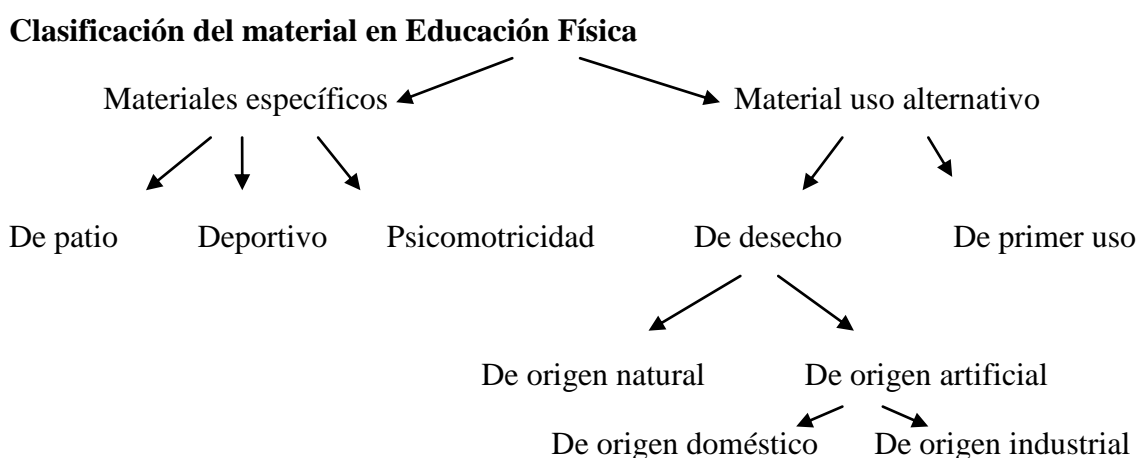 Clasificación del material en Educación Física
Materiales específicos Material uso alternativo
De patio Deportivo Psicomotricidad De desecho De primer uso
De origen natural De origen artificial
De origen doméstico De origen industrial